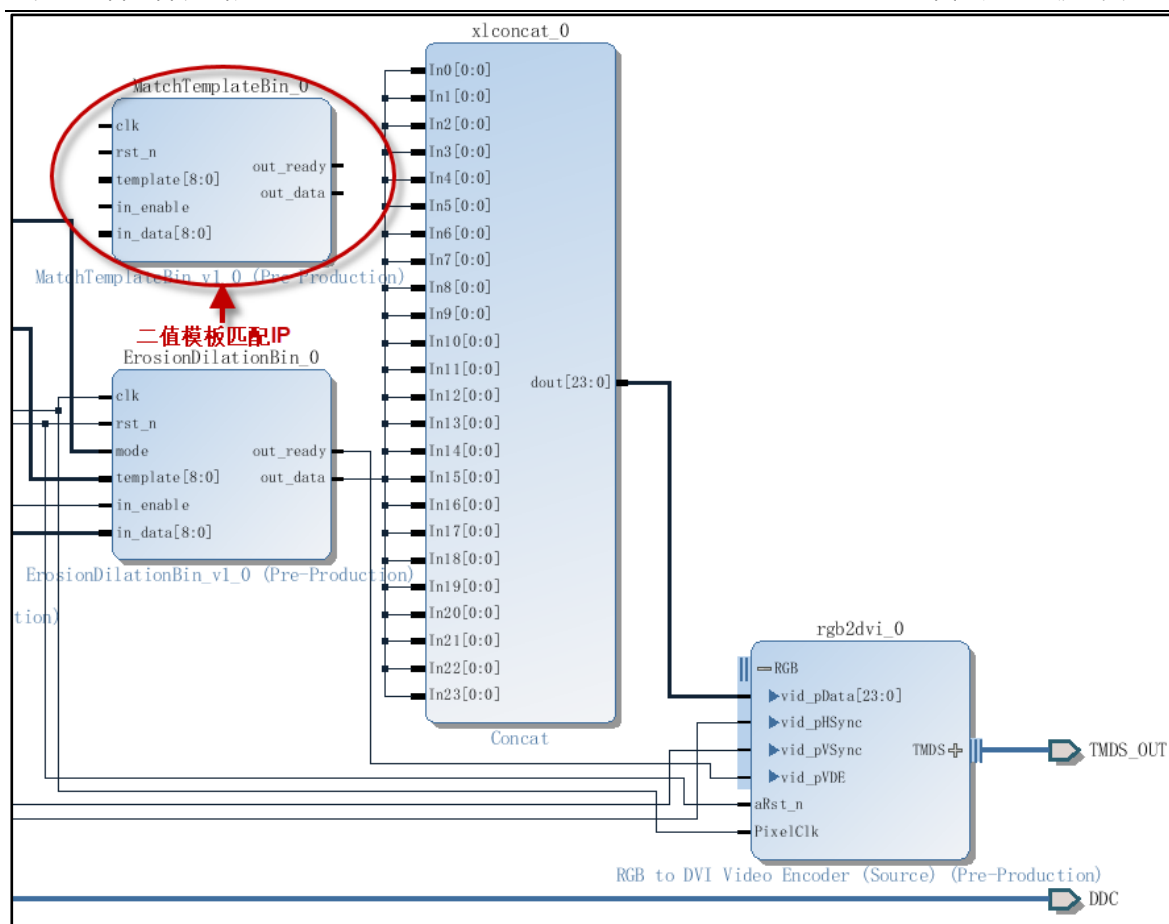 xlconcat_0
MatchTemplateBin_0
clk
rst_n
template[8:0]
in_enable
in_data[8:0]
out_ready
out_data
MatchTemplateBin_v1_0 (Pre-Production)
二值模板匹配IP
ErosionDilationBin_0
clk
rst_n
mode
template[8:0]
in_enable
in_data[8:0]
out_ready
out_data
ErosionDilationBin_v1_0 (Pre-Production)
tion)
In0[0:0]
In1[0:0]
In2[0:0]
In3[0:0]
In4[0:0]
In5[0:0]
In6[0:0]
In7[0:0]
In8[0:0]
In9[0:0]
In10[0:0]
In11[0:0]
In12[0:0]
In13[0:0]
In14[0:0]
In15[0:0]
In16[0:0]
In17[0:0]
In18[0:0]
In19[0:0]
In20[0:0]
In21[0:0]
In22[0:0]
In23[0:0]
dout[23:0]
Concat
rgb2dvi_0
RGB
vid_pData[23:0]
vid_pHSync
vid_pVSync
vid_pVDE
aRst_n
PixelClk
TMDS
RGB to DVI Video Encoder (Source) (Pre-Production)
TMDS_OUT
DDC